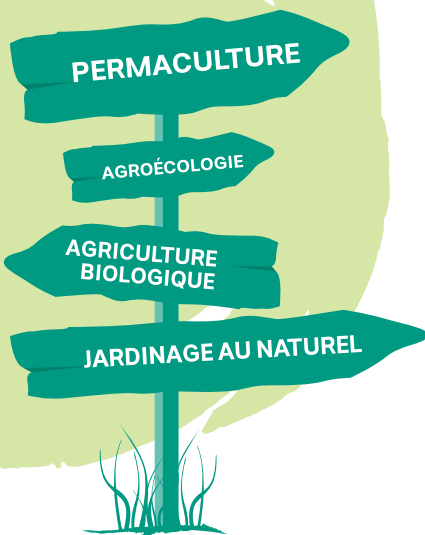 PERMACULTURE
AGROÉCOLOGIE
AGRICULTURE
BIOLOGIQUE
JARDINAGE AU NATUREL